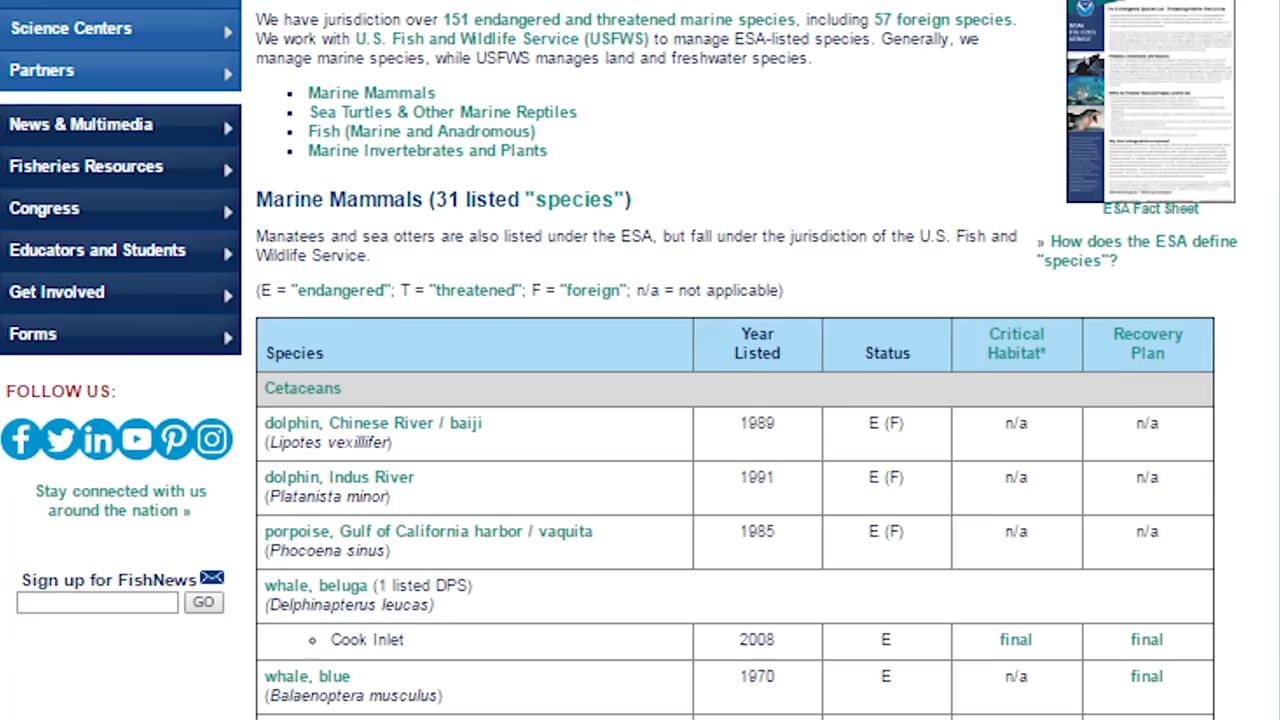 Science Centers
Partners
News & Multimedia
Fisheries Resources
Congress
Educators and Students
Get Involved
Forms
FOLLOW US:
Stay connected with us
around the nation »
Sign up for FishNews
GO
We have jurisdiction over 151 endangered and threatened marine species, including 57 foreign species.
We work with U.S. Fish and Wildlife Service (USFWS) to manage ESA-listed species. Generally, we
manage marine species, while USFWS manages land and freshwater species.
Marine Mammals
Sea Turtles & Other Marine Reptiles
Fish (Marine and Anadromous)
Marine Invertebrates and Plants
Marine Mammals (31 listed "species")
Manatees and sea otters are also listed under the ESA, but fall under the jurisdiction of the U.S. Fish and
Wildlife Service.
(E = "endangered"; T = "threatened"; F = "foreign"; n/a = not applicable)
ESA Fact Sheet
» How does the ESA define
"species"?
Species Year Listed Status Critical Habitat* Recovery Plan
Cetaceans
dolphin, Chinese River / baiji 1989 E (F) n/a n/a
(Lipotes vexillifer)
dolphin, Indus River 1991 E (F) n/a n/a
(Platanista minor)
porpoise, Gulf of California harbor / vaquita 1985 E (F) n/a n/a
(Phocoena sinus)
whale, beluga (1 listed DPS)
(Delphinapterus leucas)
Cook Inlet 2008 E final final
whale, blue 1970 E n/a final
(Balaenoptera musculus)